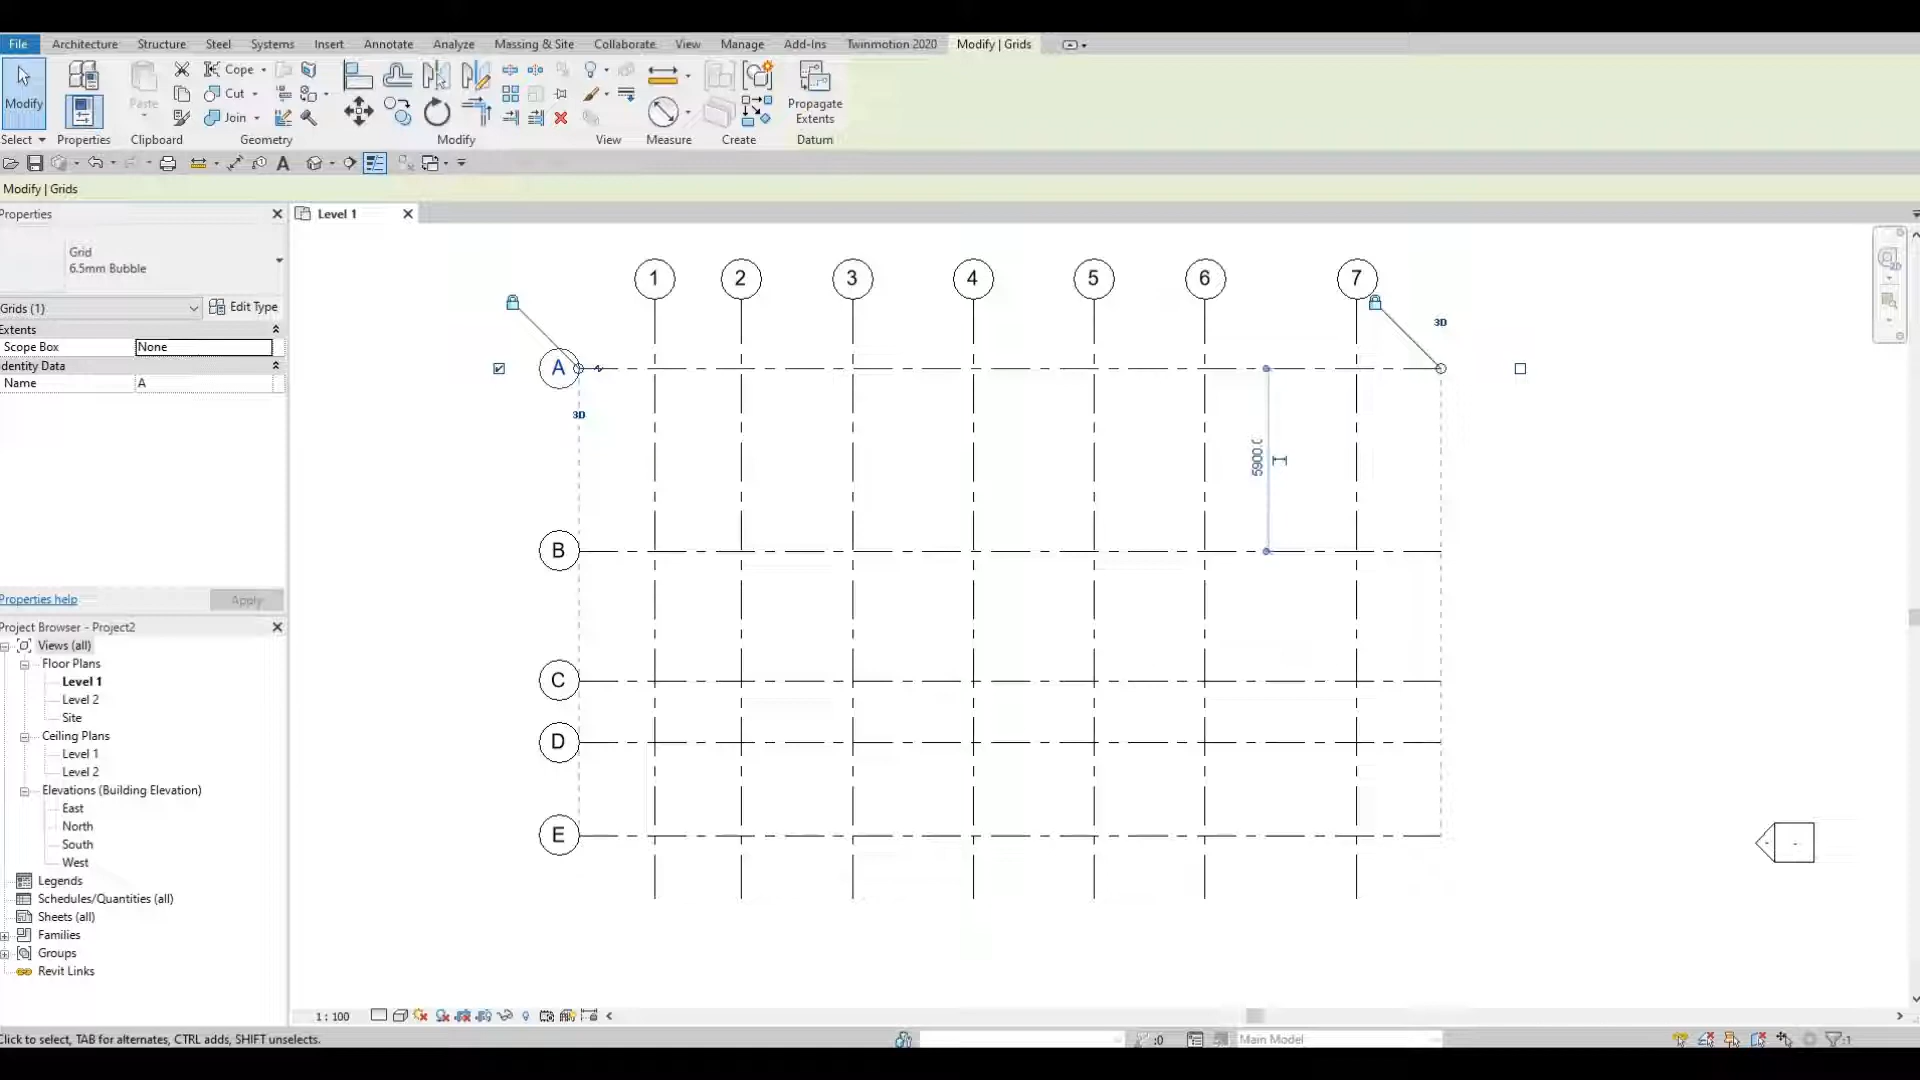 File Architecture Structure Steel Systems Insert Annotate Analyze Massing & Site Collaborate View Manage Add-Ins Twinmotion 2020 Modify | Grids
Cope
Cut
Join
Modify
Paste
Propagate
Extents
Select Properties Clipboard Geometry Modify View Measure Create Datum
Modify | Grids
Properties
Level 1
Grid
6.5mm Bubble
Grids (1)
Edit Type
Extents
Scope Box None
Identity Data
Name A
Properties help
Apply
Project Browser - Project2
Views (all)
Floor Plans
Level 1
Level 2
Site
Ceiling Plans
Level 1
Level 2
Elevations (Building Elevation)
East
North
South
West
Legends
Schedules/Quantities (all)
Sheets (all)
Families
Groups
Revit Links
1 2 3 4 5 6 7
3D
A
3D
5900.0
B
C
D
E
1 : 100
Click to select, TAB for alternates, CTRL adds, SHIFT unselects.
:0
Main Model
:1